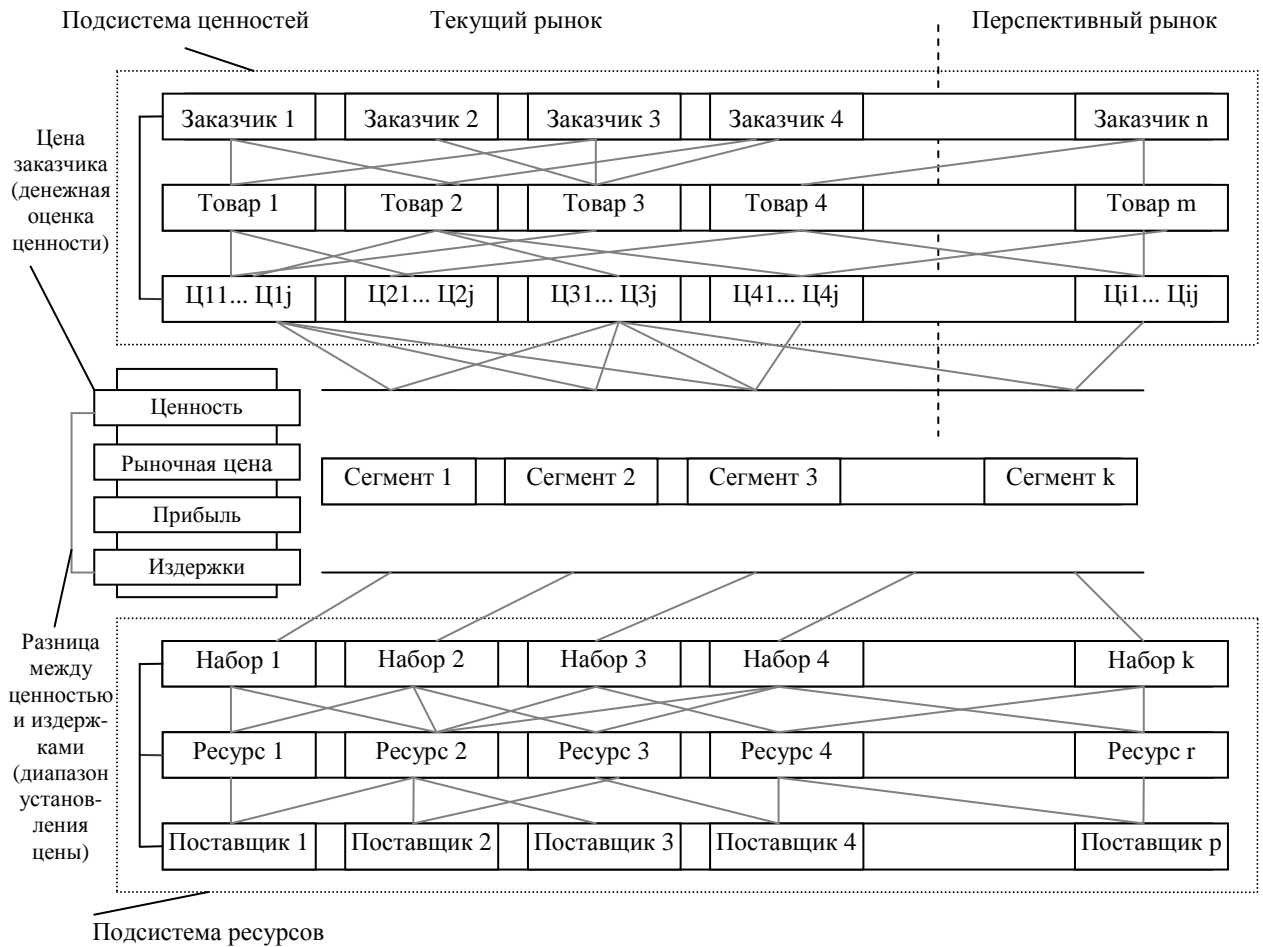 Подсистема ценностей
Текущий рынок
Перспективный рынок
Цена
заказчика
(денежная
оценка
ценности)
Заказчик 1
Заказчик 2
Заказчик 3
Заказчик 4
Заказчик n
Товар 1
Товар 2
Товар 3
Товар 4
Товар m
Ц11... Ц1j
Ц21... Ц2j
Ц31... Ц3j
Ц41... Ц4j
Цi1... Цij
Ценность
Рыночная цена
Прибыль
Издержки
Сегмент 1
Сегмент 2
Сегмент 3
Сегмент k
Разница
между
ценностью
и издерж-
ками
(диапазон
установ-
ления
цены)
Набор 1
Набор 2
Набор 3
Набор 4
Набор k
Ресурс 1
Ресурс 2
Ресурс 3
Ресурс 4
Ресурс r
Поставщик 1
Поставщик 2
Поставщик 3
Поставщик 4
Поставщик p
Подсистема ресурсов